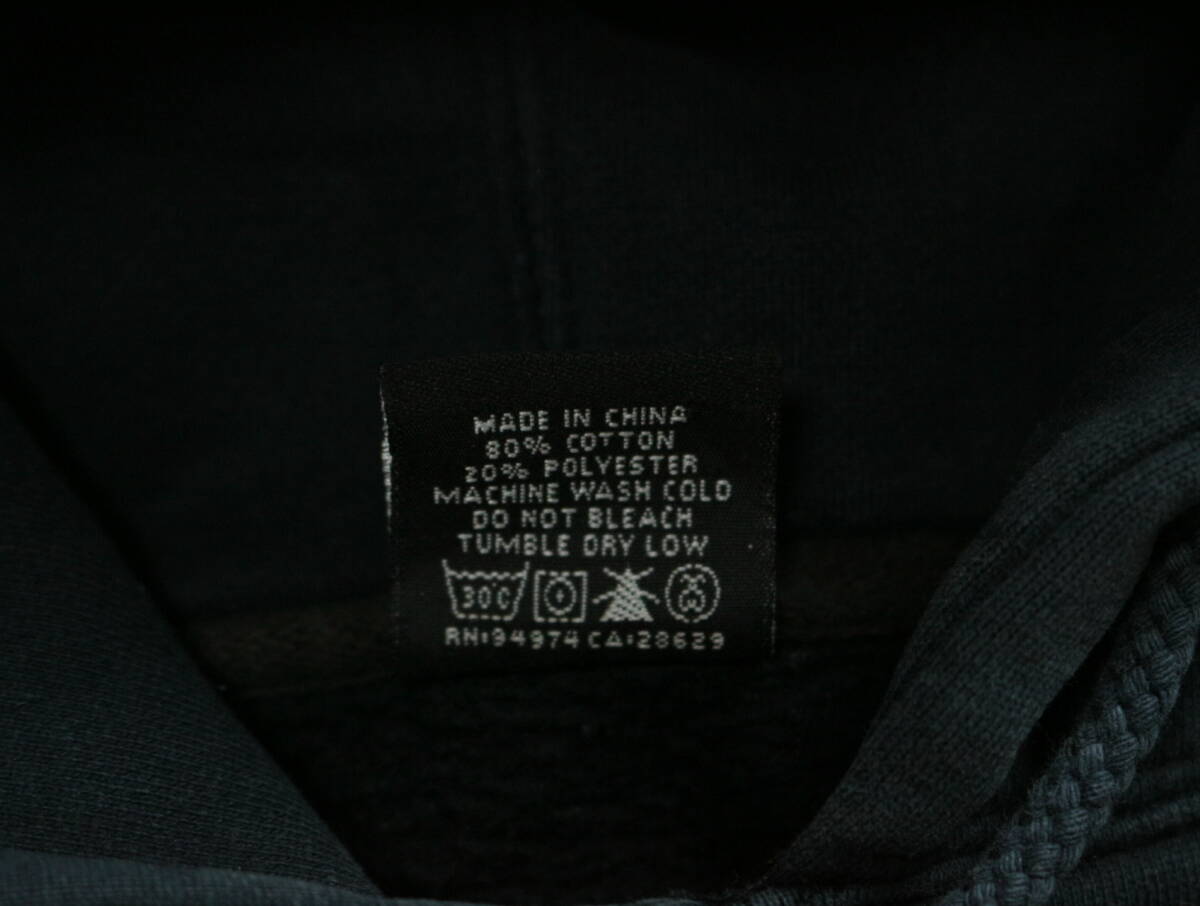 MADE IN CHINA
80% COTTON
20% POLYESTER
MACHINE WASH COLD
DO NOT BLEACH
TUMBLE DRY LOW
30C
RN:94974 CA:28629